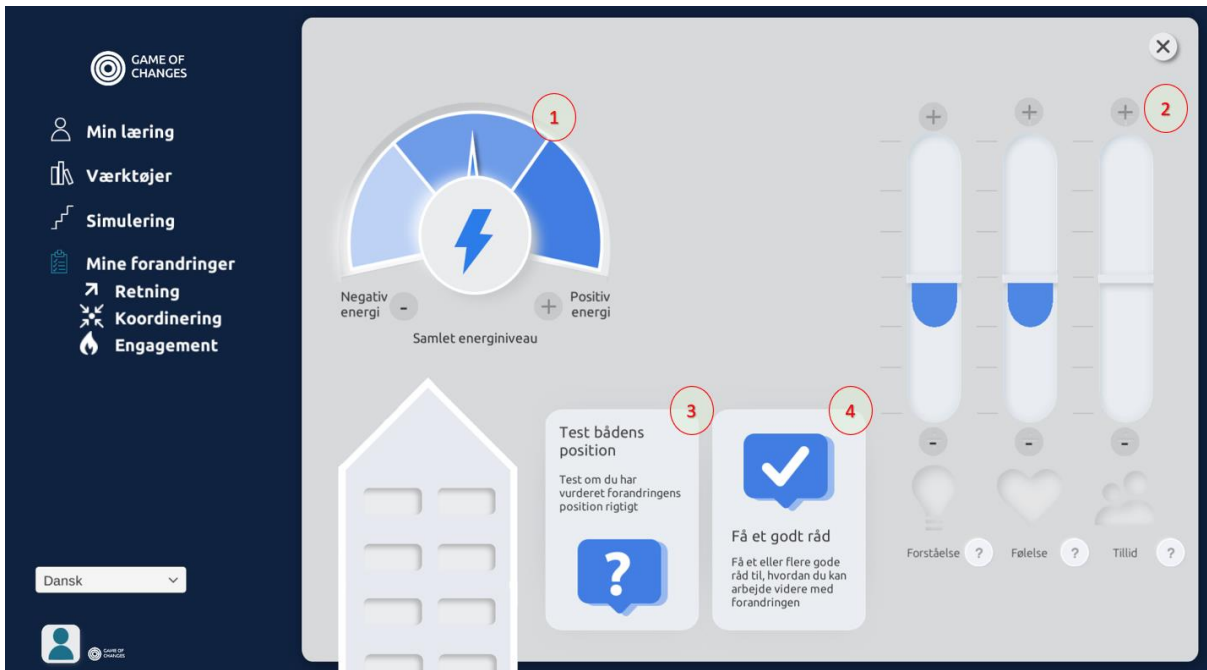 GAME OF
CHANGES
Min læring
Værktøjer
Simulering
Mine forandringer
Retning
Koordinering
Engagement
Dansk
GAME OF
CHANGES
1
Negativ
energi
-
+
Positiv
energi
Samlet energiniveau
3
Test bådens
position
Test om du har
vurderet forandringens
position rigtigt
?
4
Få et godt råd
Få et eller flere gode
råd til, hvordan du kan
arbejde videre med
forandringen
2
+ + +
- - -
Forståelse ? Følelse ? Tillid ?